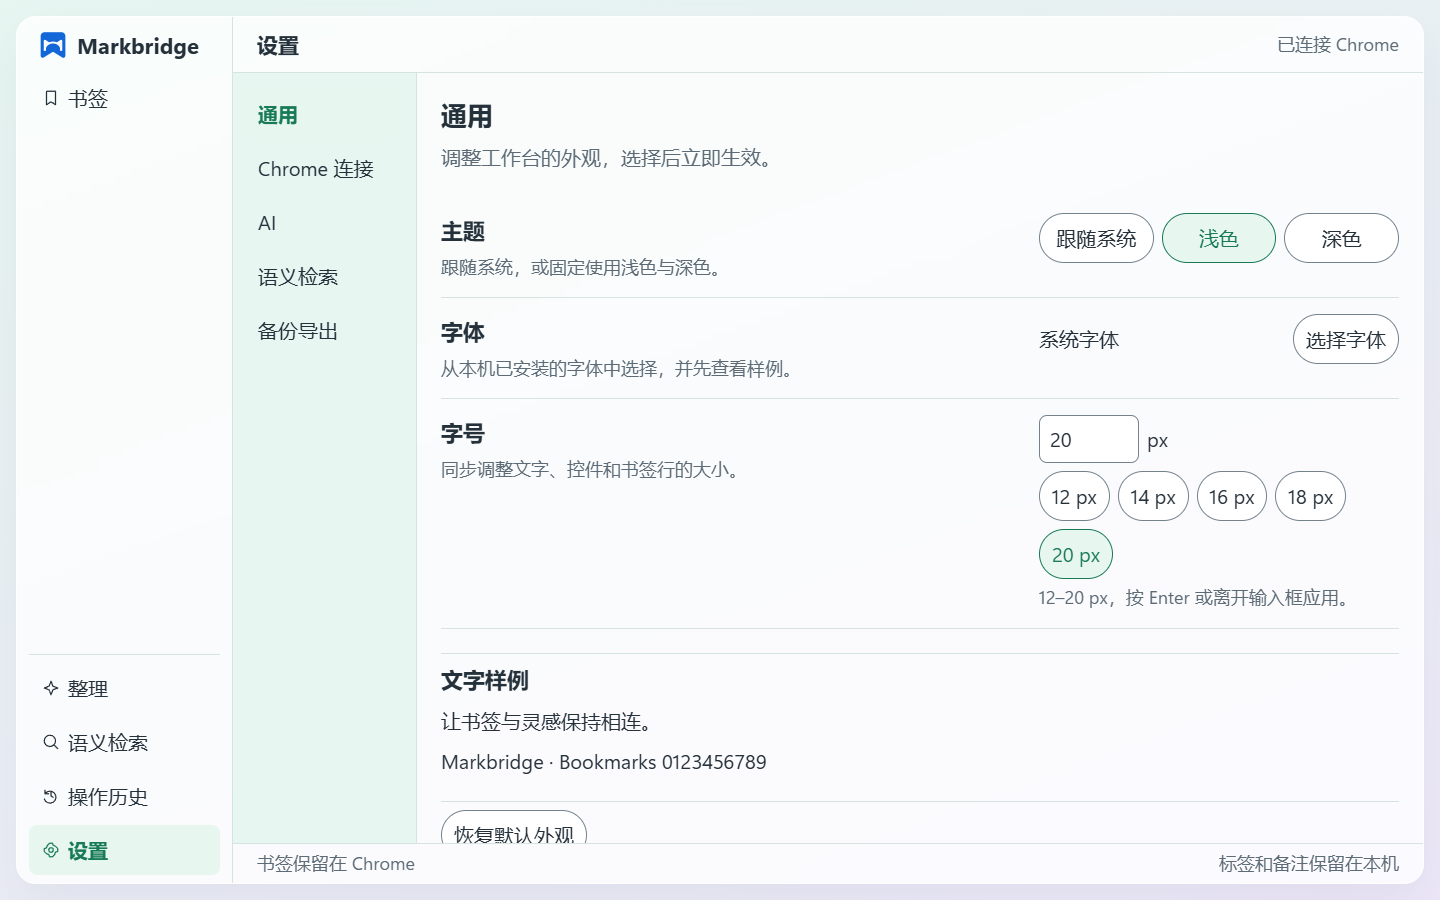 Markbridge
书签
整理
语义检索
操作历史
设置
设置
已连接 Chrome
通用
Chrome 连接
AI
语义检索
备份导出
通用
调整工作台的外观，选择后立即生效。
主题
跟随系统，或固定使用浅色与深色。
跟随系统 浅色 深色
字体
从本机已安装的字体中选择，并先查看样例。
系统字体 选择字体
字号
同步调整文字、控件和书签行的大小。
20 px
12 px 14 px 16 px 18 px
20 px
12–20 px，按 Enter 或离开输入框应用。
文字样例
让书签与灵感保持相连。
Markbridge · Bookmarks 0123456789
恢复默认外观
书签保留在 Chrome
标签和备注保留在本机